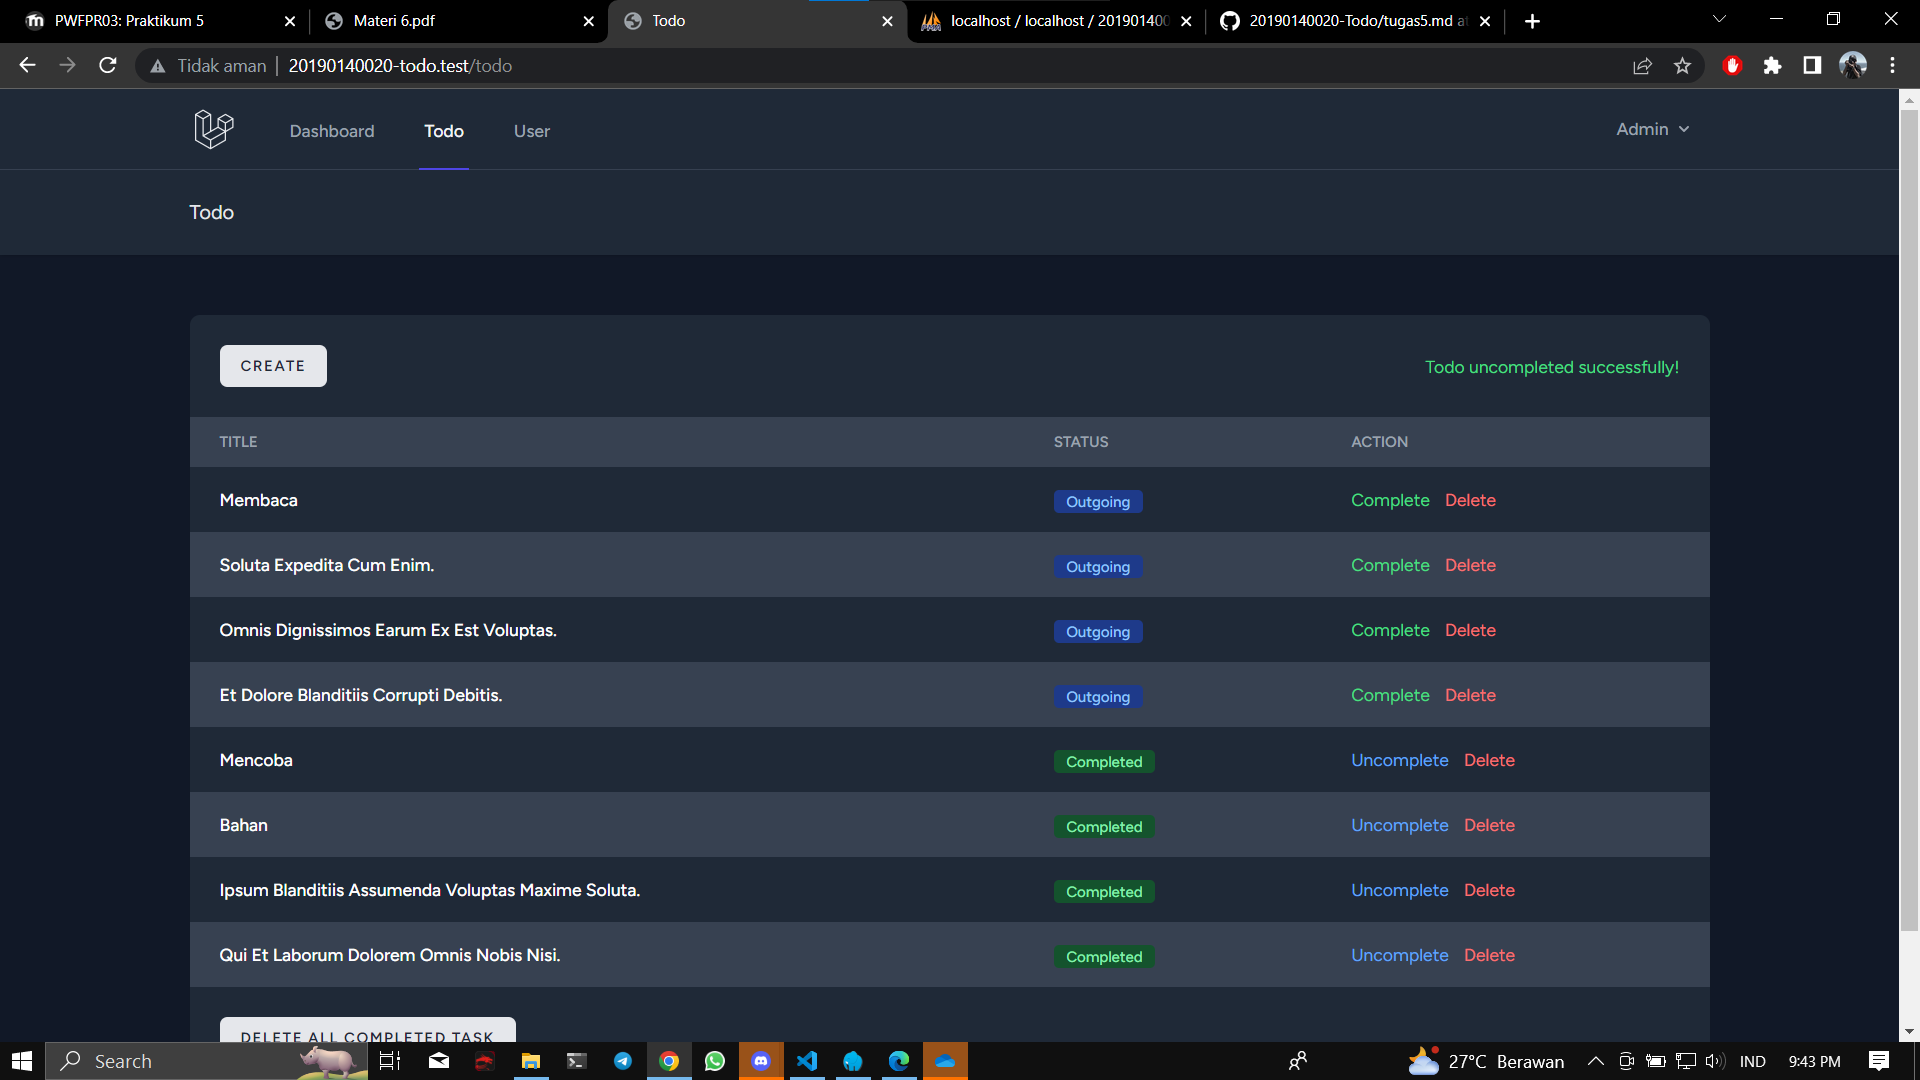 PWFPR03: Praktikum 5
Materi 6.pdf
Todo
localhost / localhost / 201901400
20190140020-Todo/tugas5.md a
Tidak aman
20190140020-todo.test/todo
Dashboard
Todo
User
Admin
Todo
CREATE
Todo uncompleted successfully!
TITLE STATUS ACTION
Membaca Outgoing Complete Delete
Soluta Expedita Cum Enim. Outgoing Complete Delete
Omnis Dignissimos Earum Ex Est Voluptas. Outgoing Complete Delete
Et Dolore Blanditiis Corrupti Debitis. Outgoing Complete Delete
Mencoba Completed Uncomplete Delete
Bahan Completed Uncomplete Delete
Ipsum Blanditiis Assumenda Voluptas Maxime Soluta. Completed Uncomplete Delete
Qui Et Laborum Dolorem Omnis Nobis Nisi. Completed Uncomplete Delete
DELETE ALL COMPLETED TASK
Search
27°C Berawan
IND
9:43 PM